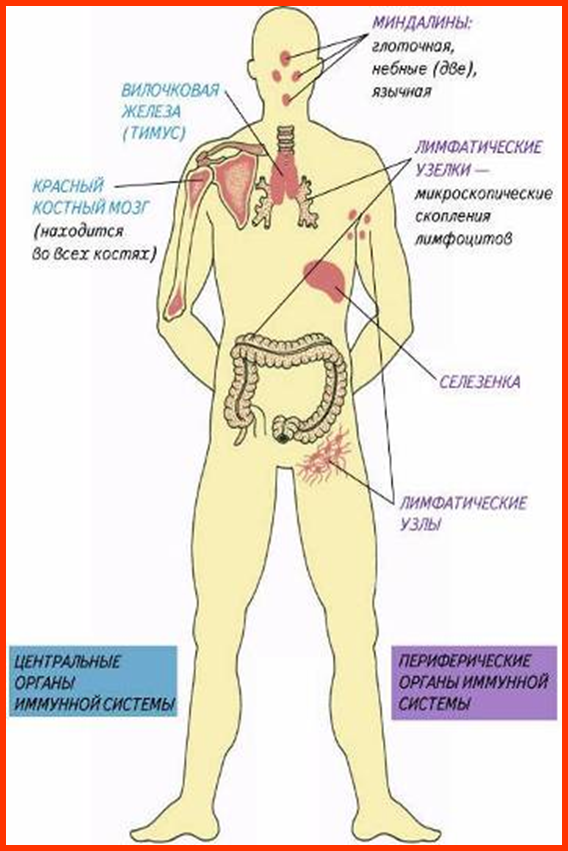 МИНДАЛИНЫ:
глоточная,
небные (две),
язычная
ВИЛОЧКОВАЯ
ЖЕЛЕЗА
(ТИМУС)
ЛИМФАТИЧЕСКИЕ
УЗЕЛКИ —
микроскопические
скопления
лимфоцитов
КРАСНЫЙ
КОСТНЫЙ МОЗГ
(находится
во всех костях)
СЕЛЕЗЕНКА
ЛИМФАТИЧЕСКИЕ
УЗЛЫ
ЦЕНТРАЛЬНЫЕ
ОРГАНЫ
ИММУННОЙ СИСТЕМЫ
ПЕРИФЕРИЧЕСКИЕ
ОРГАНЫ ИММУННОЙ
СИСТЕМЫ